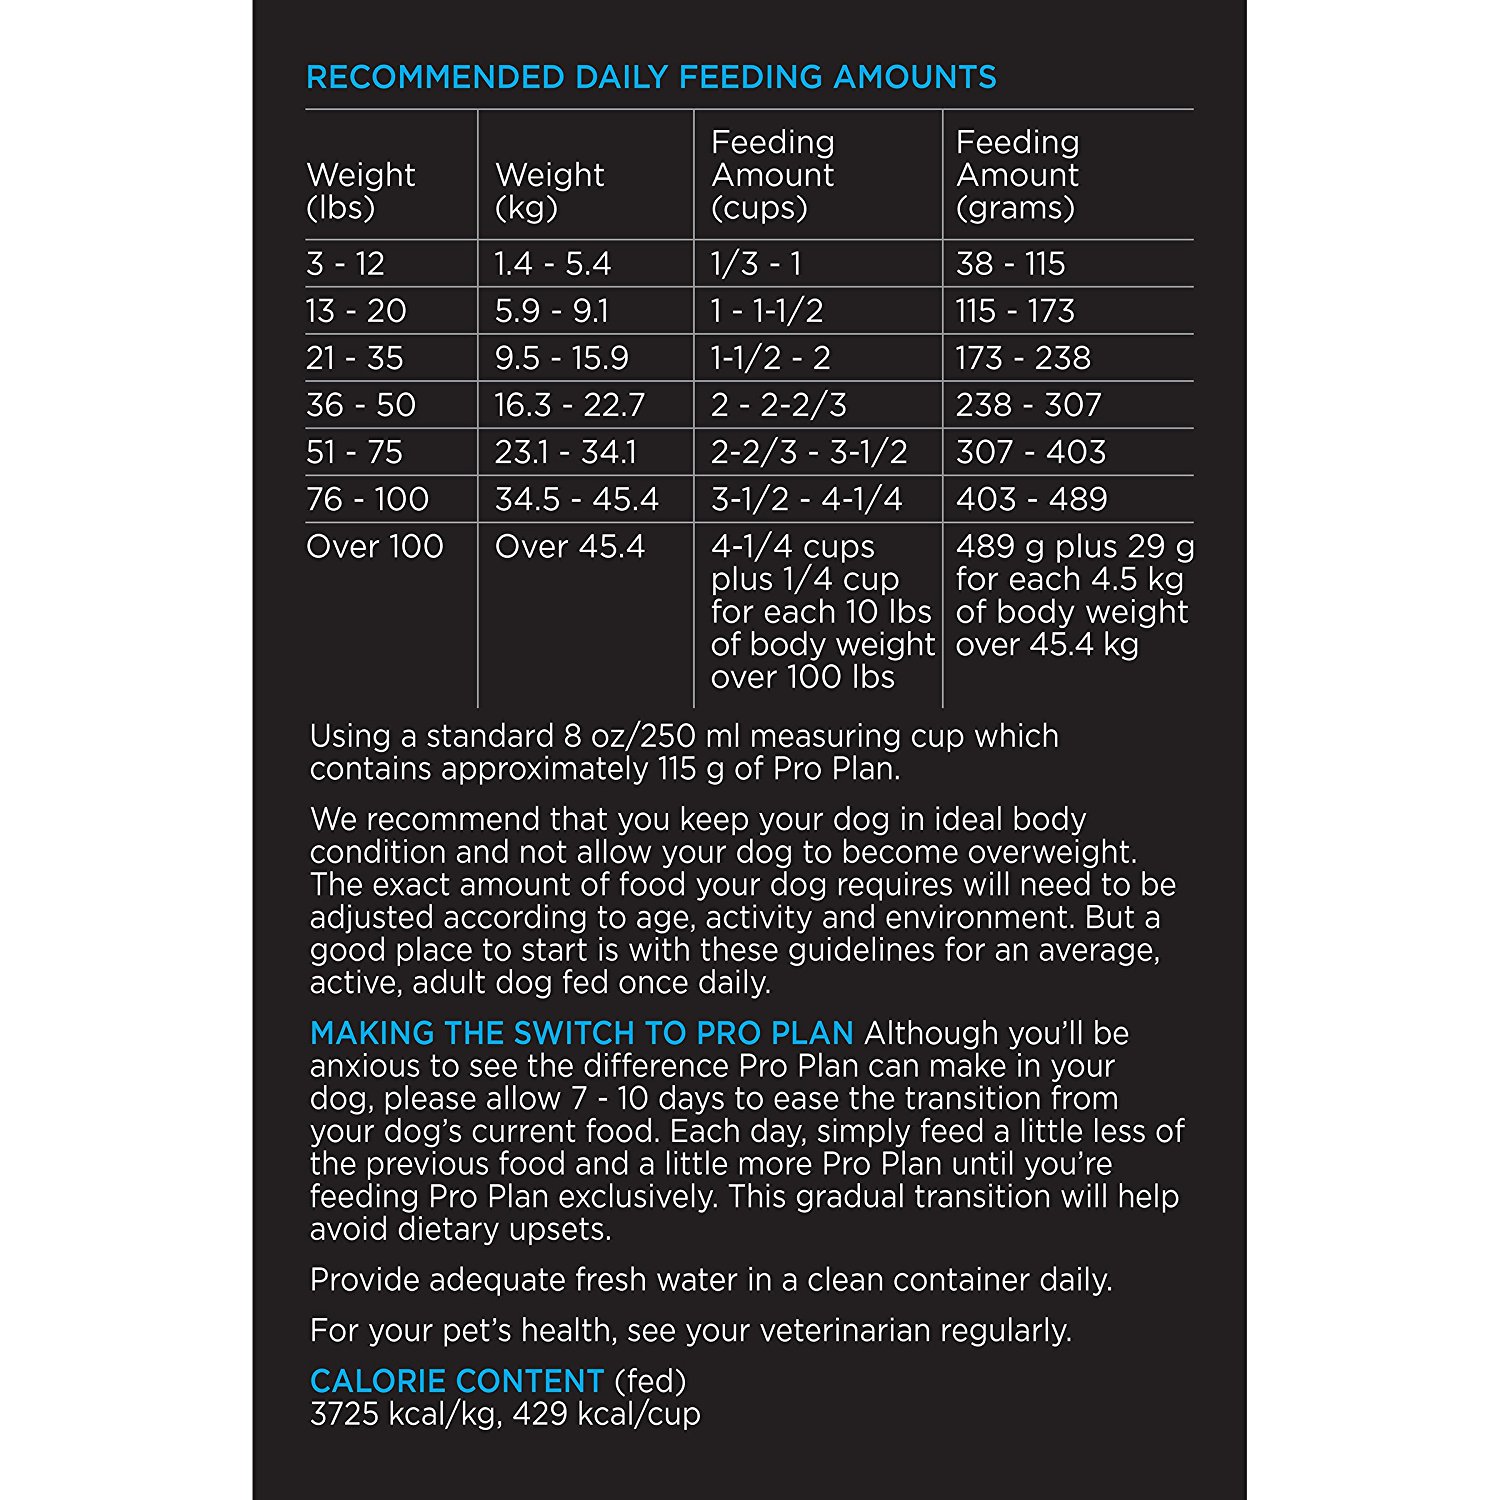 RECOMMENDED DAILY FEEDING AMOUNTS
Weight (lbs) Weight (kg) Feeding Amount (cups) Feeding Amount (grams)
3 - 12 1.4 - 5.4 1/3 - 1 38 - 115
13 - 20 5.9 - 9.1 1 - 1-1/2 115 - 173
21 - 35 9.5 - 15.9 1-1/2 - 2 173 - 238
36 - 50 16.3 - 22.7 2 - 2-2/3 238 - 307
51 - 75 23.1 - 34.1 2-2/3 - 3-1/2 307 - 403
76 - 100 34.5 - 45.4 3-1/2 - 4-1/4 403 - 489
Over 100 Over 45.4 4-1/4 cups 489 g plus 29 g
plus 1/4 cup for each 4.5 kg
for each 10 lbs of body weight
of body weight over 45.4 kg
over 100 lbs
Using a standard 8 oz/250 ml measuring cup which
contains approximately 115 g of Pro Plan.
We recommend that you keep your dog in ideal body
condition and not allow your dog to become overweight.
The exact amount of food your dog requires will need to be
adjusted according to age, activity and environment. But a
good place to start is with these guidelines for an average,
active, adult dog fed once daily.
MAKING THE SWITCH TO PRO PLAN Although you'll be
anxious to see the difference Pro Plan can make in your
dog, please allow 7 - 10 days to ease the transition from
your dog's current food. Each day, simply feed a little less of
the previous food and a little more Pro Plan until you're
feeding Pro Plan exclusively. This gradual transition will help
avoid dietary upsets.
Provide adequate fresh water in a clean container daily.
For your pet's health, see your veterinarian regularly.
CALORIE CONTENT (fed)
3725 kcal/kg, 429 kcal/cup